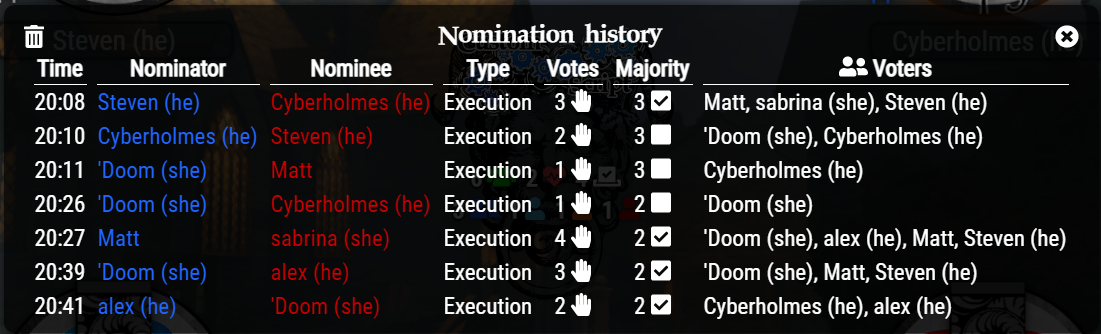 Steven (he)
Nomination history
Cyberholmes (h
Time Nominator Nominee Type Votes Majority Voters
20:08 Steven (he) Cyberholmes (he) Execution 3 3 Matt, sabrina (she), Steven (he)
20:10 Cyberholmes (he) Steven (he) Execution 2 3 'Doom (she), Cyberholmes (he)
20:11 'Doom (she) Matt Execution 1 3 Cyberholmes (he)
20:26 'Doom (she) Cyberholmes (he) Execution 1 2 'Doom (she)
20:27 Matt sabrina (she) Execution 4 2 'Doom (she), alex (he), Matt, Steven (he)
20:39 'Doom (she) alex (he) Execution 3 2 'Doom (she), Matt, Steven (he)
20:41 alex (he) 'Doom (she) Execution 2 2 Cyberholmes (he), alex (he)